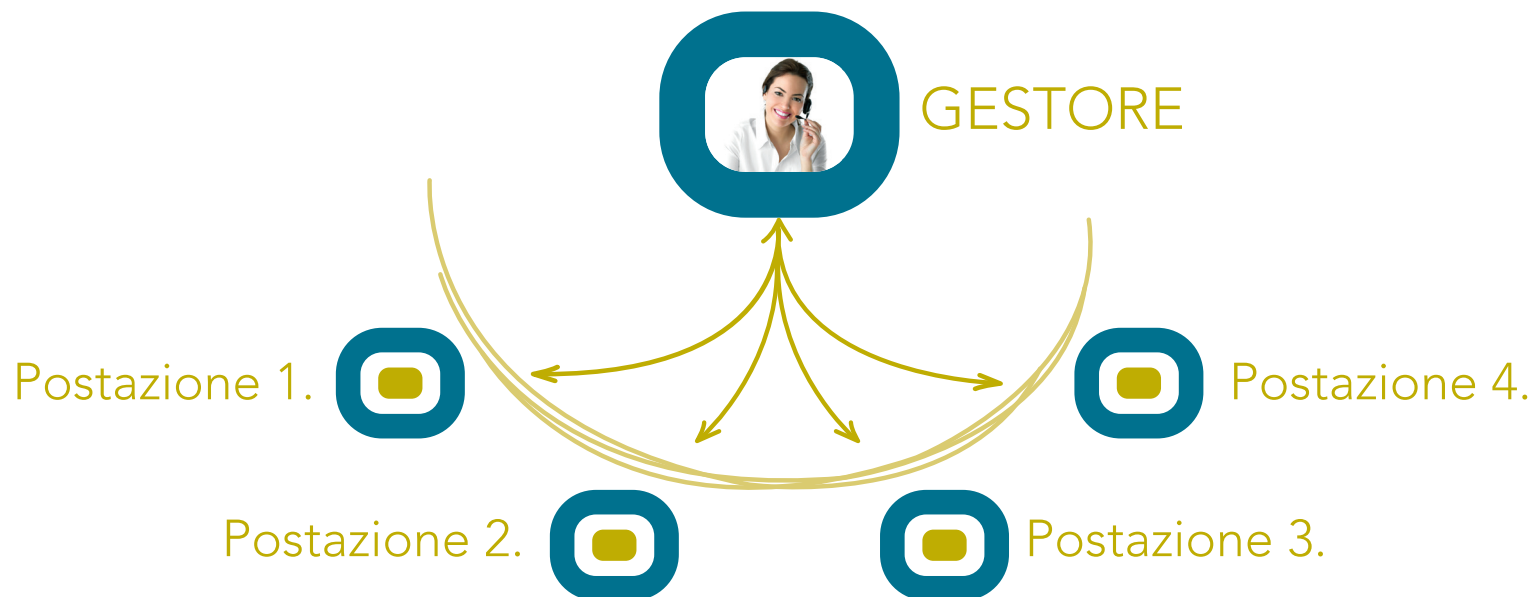 GESTORE
Postazione 1.
Postazione 4.
Postazione 2.
Postazione 3.